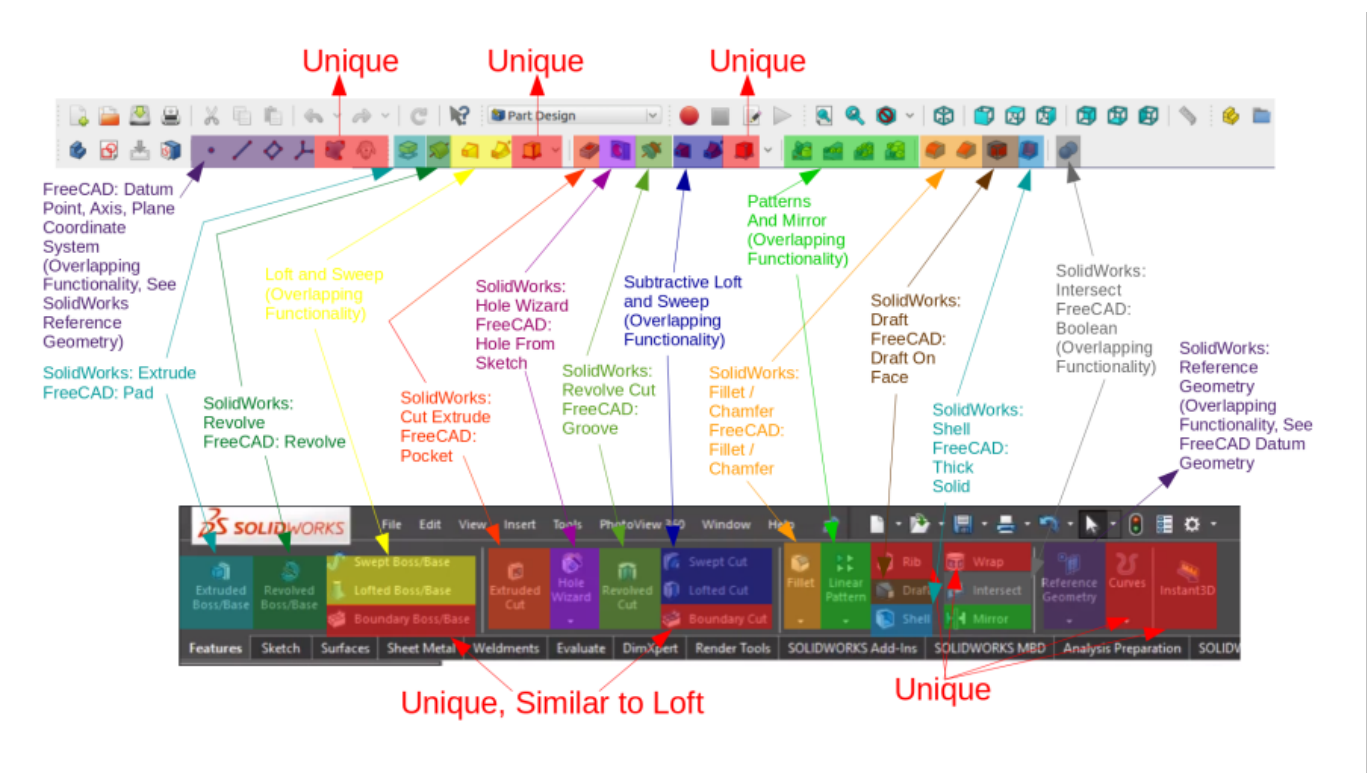 Unique
Unique
Unique
Part Design
FreeCAD: Datum
Point, Axis, Plane
Coordinate
System
(Overlapping
Functionality, See
SolidWorks
Reference
Geometry)
SolidWorks: Extrude
FreeCAD: Pad
SolidWorks:
Revolve
FreeCAD: Revolve
Loft and Sweep
(Overlapping
Functionality)
SolidWorks:
Cut Extrude
FreeCAD:
Pocket
SolidWorks:
Hole Wizard
FreeCAD:
Hole From
Sketch
SolidWorks:
Revolve Cut
FreeCAD:
Groove
Subtractive Loft
and Sweep
(Overlapping
Functionality)
Patterns
And Mirror
(Overlapping
Functionality)
SolidWorks:
Fillet /
Chamfer
FreeCAD:
Fillet /
Chamfer
SolidWorks:
Draft
FreeCAD:
Draft On
Face
SolidWorks:
Shell
FreeCAD:
Thick
Solid
SolidWorks:
Intersect
FreeCAD:
Boolean
(Overlapping
Functionality)
SolidWorks:
Reference
Geometry
(Overlapping
Functionality, See
FreeCAD Datum
Geometry
SOLIDWORKS File Edit View Insert Tools PhotoView 360 Window Help
Extruded
Boss/Base
Revolved
Boss/Base
Swept Boss/Base
Lofted Boss/Base
Boundary Boss/Base
Extruded
Cut
Hole
Wizard
Revolved
Cut
Swept Cut
Lofted Cut
Boundary Cut
Fillet
Linear
Pattern
Rib
Draft
Shell
Wrap
Intersect
Mirror
Reference
Geometry
Curves
Instant3D
Features Sketch Surfaces Sheet Metal Weldments Evaluate DimXpert Render Tools SOLIDWORKS Add-Ins SOLIDWORKS MBD Analysis Preparation SOLIDW
Unique, Similar to Loft
Unique